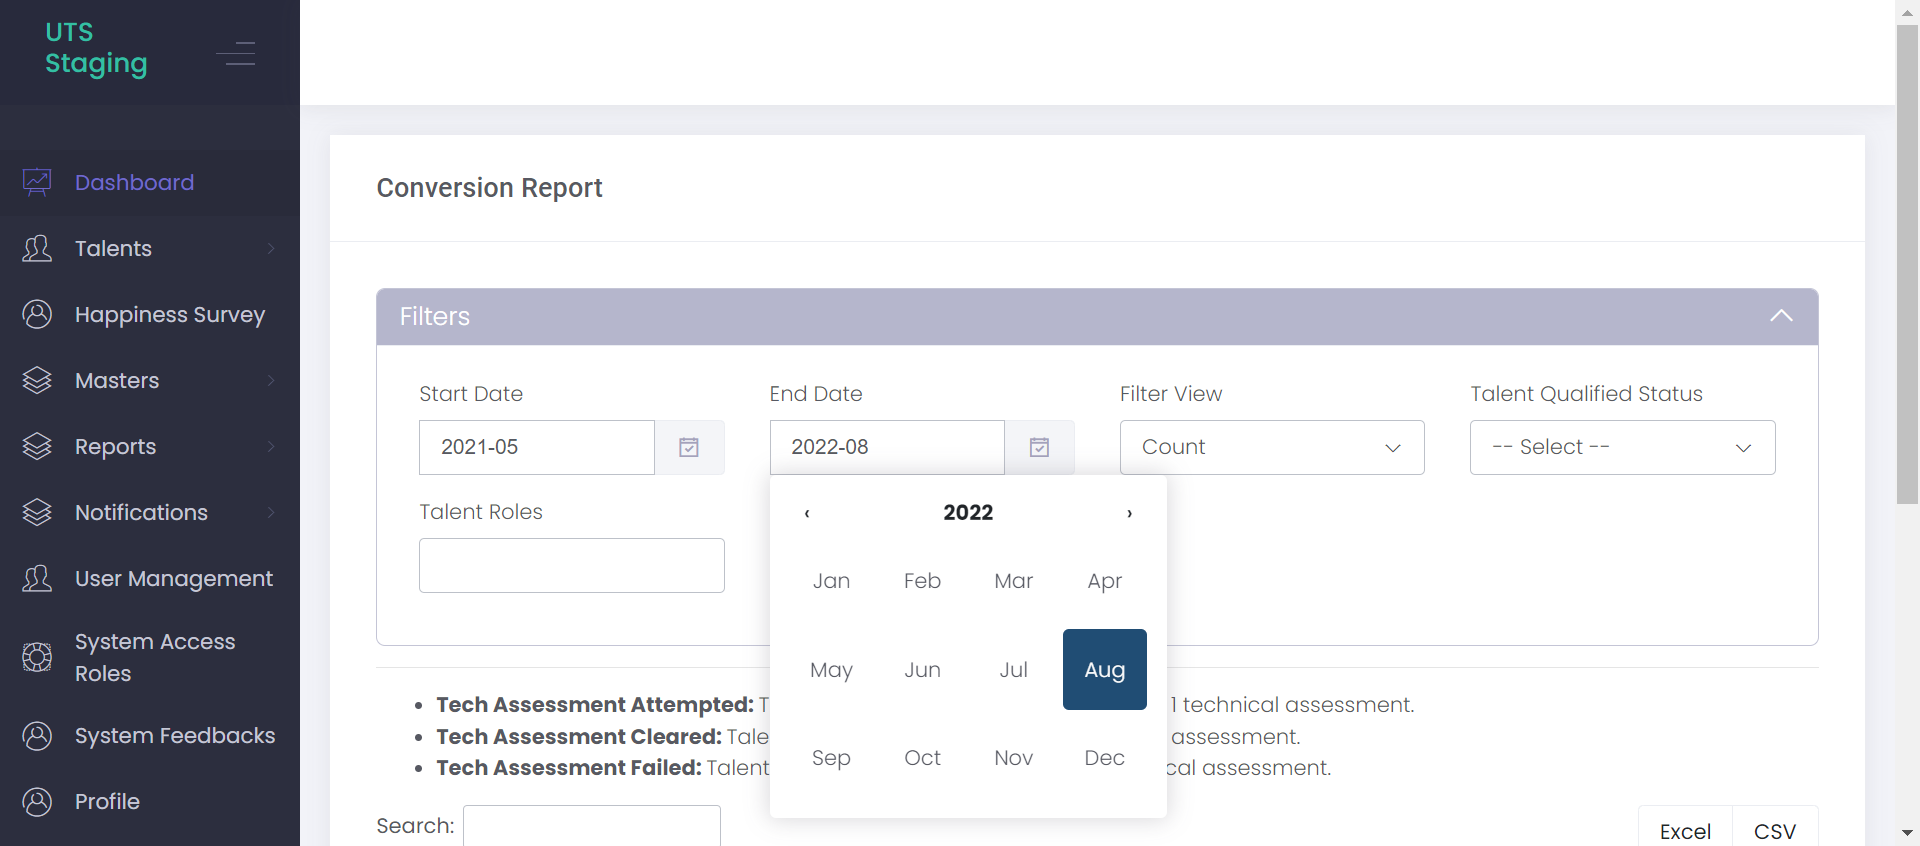 UTS
Staging
Dashboard
Talents
Happiness Survey
Masters
Reports
Notifications
User Management
System Access
Roles
System Feedbacks
Profile
Conversion Report
Filters
Start Date
End Date
Filter View
Talent Qualified Status
2021-05
2022-08
Count
-- Select --
Talent Roles
‹ 2022 ›
Jan Feb Mar Apr
May Jun Jul Aug
Sep Oct Nov Dec
Tech Assessment Attempted: T 1 technical assessment.
Tech Assessment Cleared: Tale assessment.
Tech Assessment Failed: Talent cal assessment.
Search:
Excel CSV